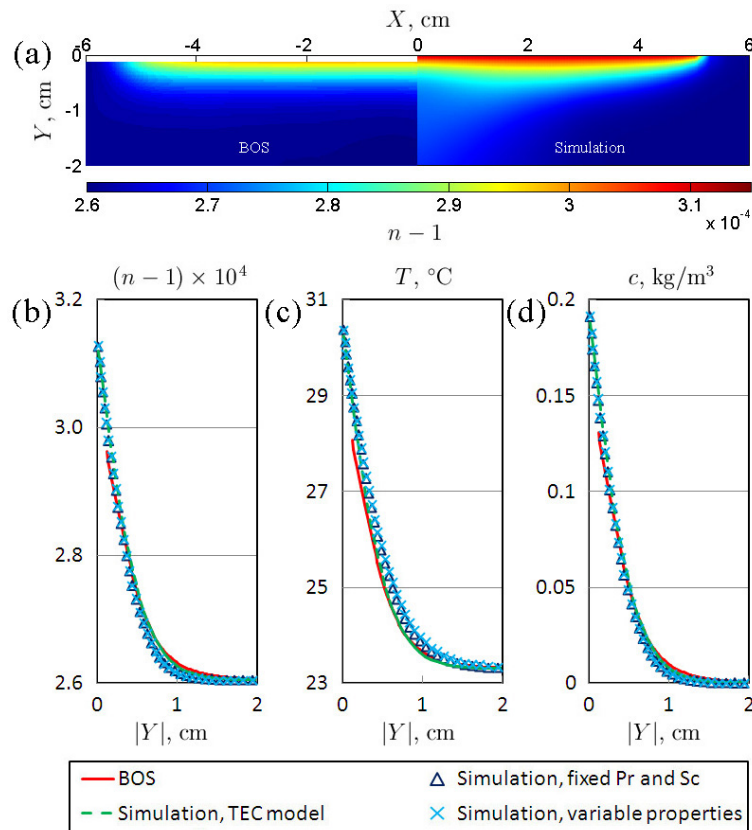 (a)
X, cm
-6 -4 -2 0 2 4 6
Y, cm
0
-1
-2
BOS
Simulation
2.6 2.7 2.8 2.9 3 3.1
x 10⁻⁴
n − 1
(b)
(n − 1) × 10⁴
3.2
3.0
2.8
2.6
0 1 2
|Y|, cm
(c)
T, °C
31
29
27
25
23
0 1 2
|Y|, cm
(d)
c, kg/m³
0.2
0.15
0.1
0.05
0
0 1 2
|Y|, cm
BOS
Simulation, fixed Pr and Sc
Simulation, TEC model
Simulation, variable properties